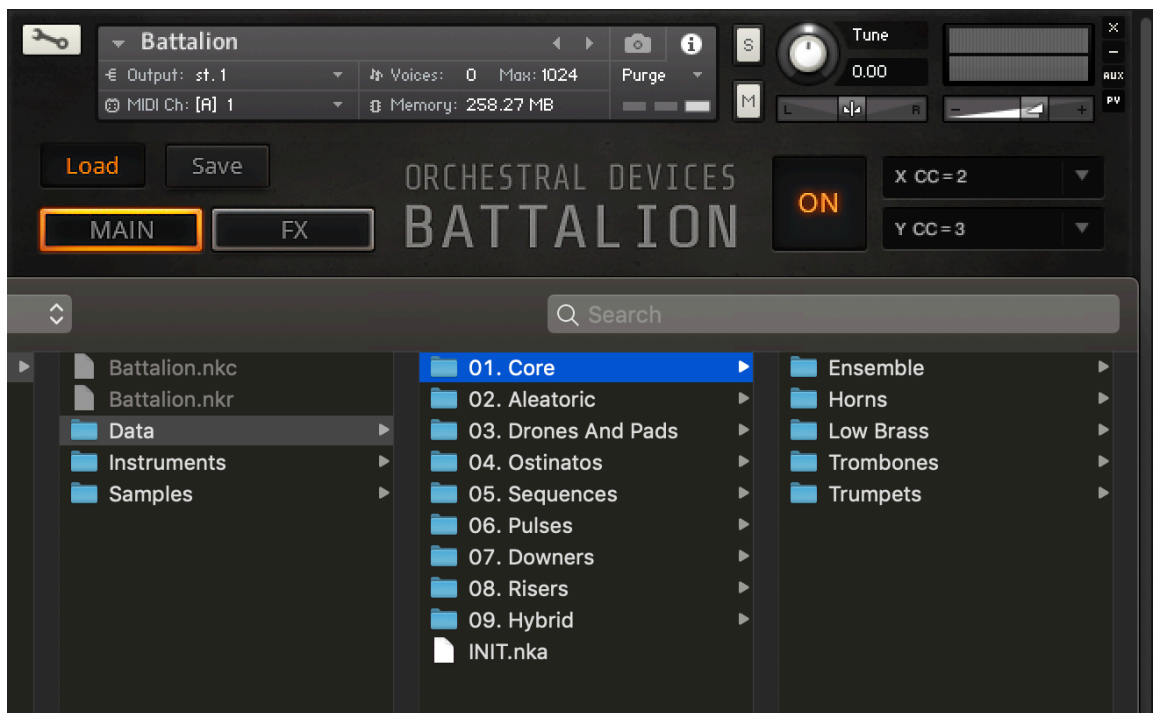 Battalion
S
Tune
×
−
Output: st.1
Voices: 0 Max: 1024
Purge
0.00
AUX
MIDI Ch: [A] 1
Memory: 258.27 MB
M
L
R
−
+
PV
Load
Save
ORCHESTRAL DEVICES
BATTALION
MAIN
FX
ON
X CC=2
Y CC=3
Search
Battalion.nkc
Battalion.nkr
Data
Instruments
Samples
01. Core
02. Aleatoric
03. Drones And Pads
04. Ostinatos
05. Sequences
06. Pulses
07. Downers
08. Risers
09. Hybrid
INIT.nka
Ensemble
Horns
Low Brass
Trombones
Trumpets